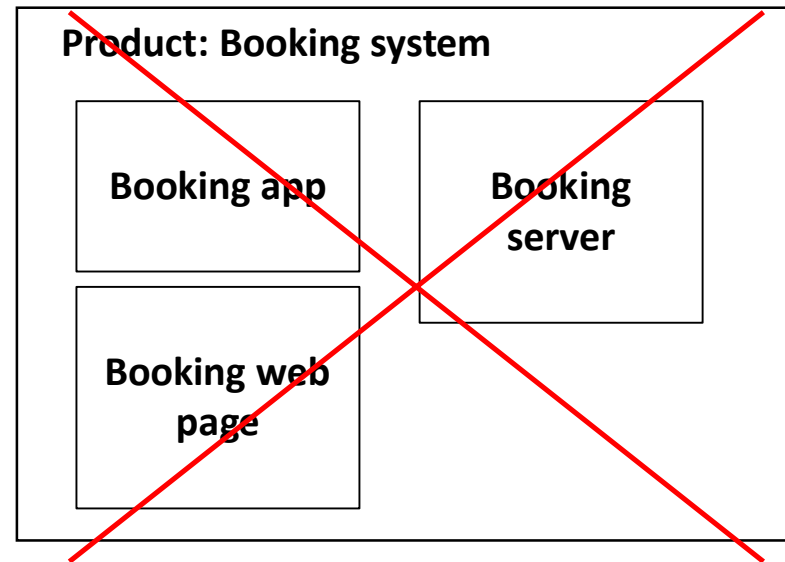 Product: Booking system
Booking app
Booking
server
Booking web
page